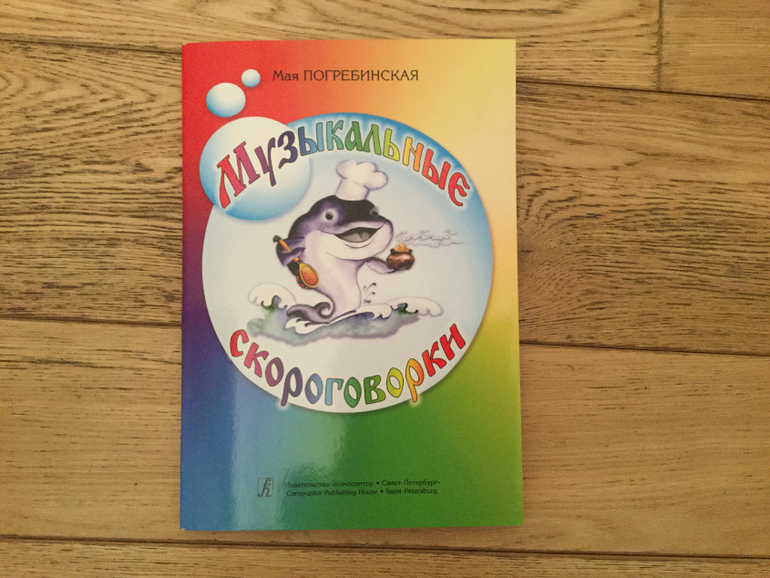 Мая ПОГРЕБИНСКАЯ
Музыкальные
скороговорки
Издательство «Композитор • Санкт-Петербург»
Compozitor Publishing House • Saint-Petersburg